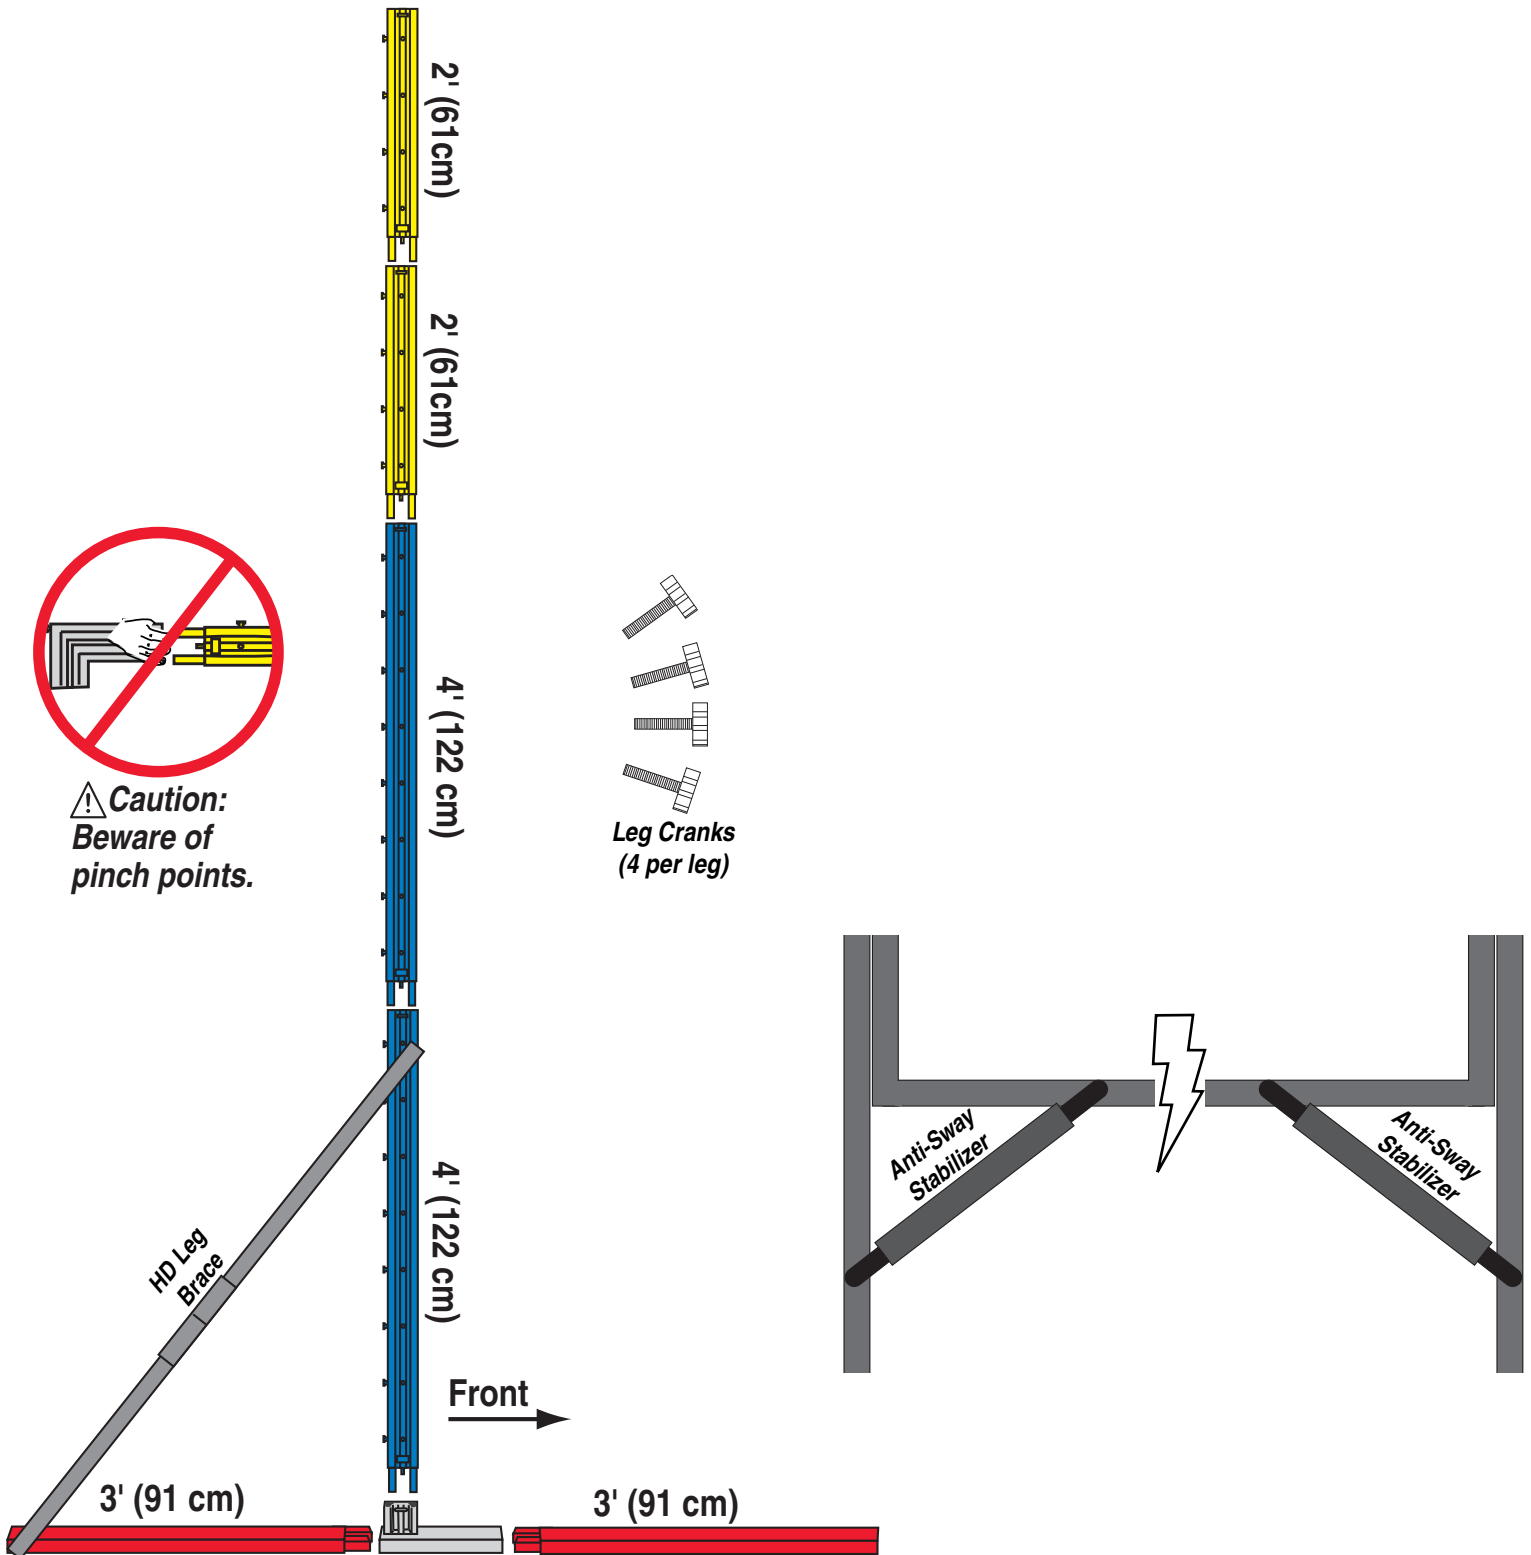 2' (61cm)
2' (61cm)
4' (122 cm)
Caution:
Beware of
pinch points.
Leg Cranks
(4 per leg)
4' (122 cm)
HD Leg
Brace
Anti-Sway
Stabilizer
Anti-Sway
Stabilizer
Front
3' (91 cm)
3' (91 cm)